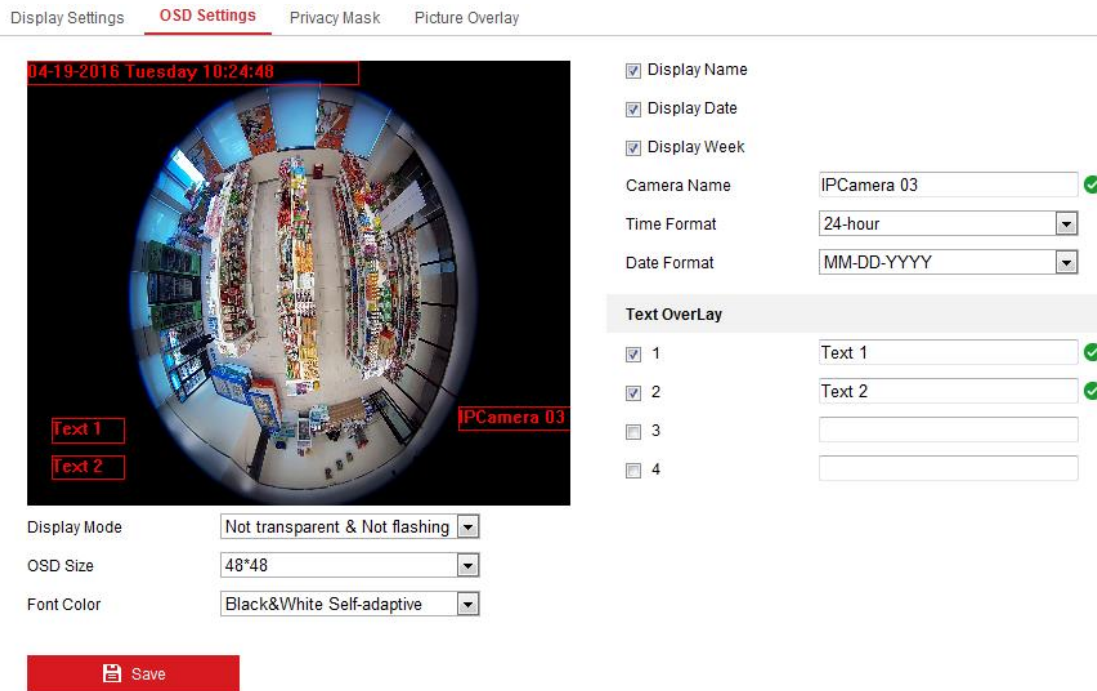 Display Settings OSD Settings Privacy Mask Picture Overlay
04-19-2016 Tuesday 10:24:48
Text 1
Text 2
IPCamera 03
Display Mode Not transparent & Not flashing
OSD Size 48*48
Font Color Black&White Self-adaptive
Save
Display Name
Display Date
Display Week
Camera Name IPCamera 03
Time Format 24-hour
Date Format MM-DD-YYYY
Text OverLay
1 Text 1
2 Text 2
3
4